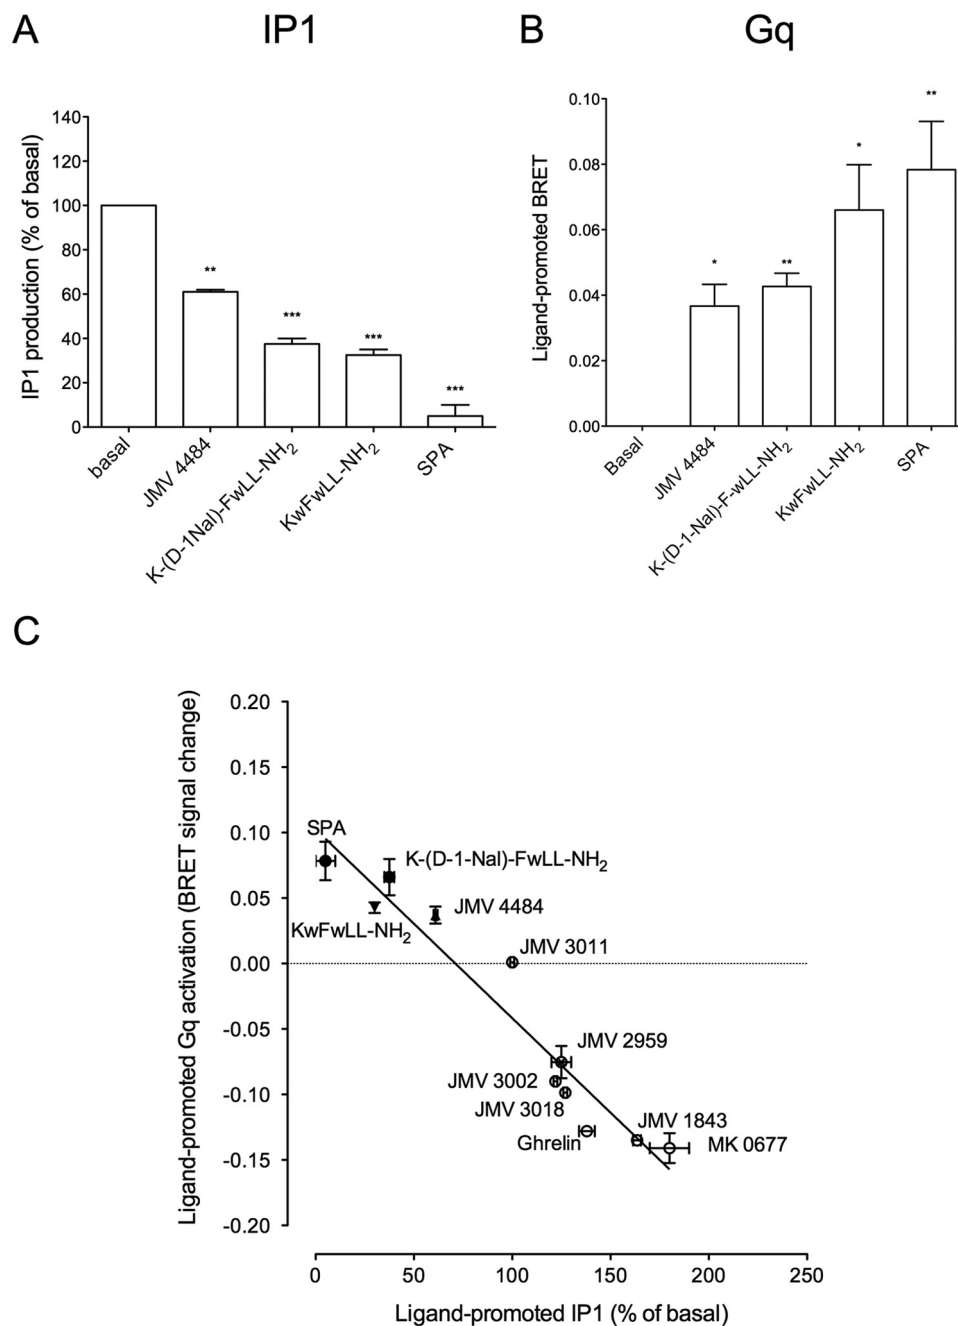 A
IP1
IP1 production (% of basal)
140
120
100
80
60
40
20
0
**
***
***
***
basal
JMV 4484
K-(D-1Nal)-FwLL-NH2
KwFwLL-NH2
SPA
B
Gq
Ligand-promoted BRET
0.10
0.08
0.06
0.04
0.02
0.00
*
**
*
**
Basal
JMV 4484
K-(D-1-Nal)-F-wLL-NH2
KwFwLL-NH2
SPA
C
Ligand-promoted Gq activation (BRET signal change)
0.20
0.15
0.10
0.05
0.00
-0.05
-0.10
-0.15
-0.20
SPA
K-(D-1-Nal)-FwLL-NH2
KwFwLL-NH2
JMV 4484
JMV 3011
JMV 2959
JMV 3002
JMV 3018
Ghrelin
JMV 1843
MK 0677
0
50
100
150
200
250
Ligand-promoted IP1 (% of basal)